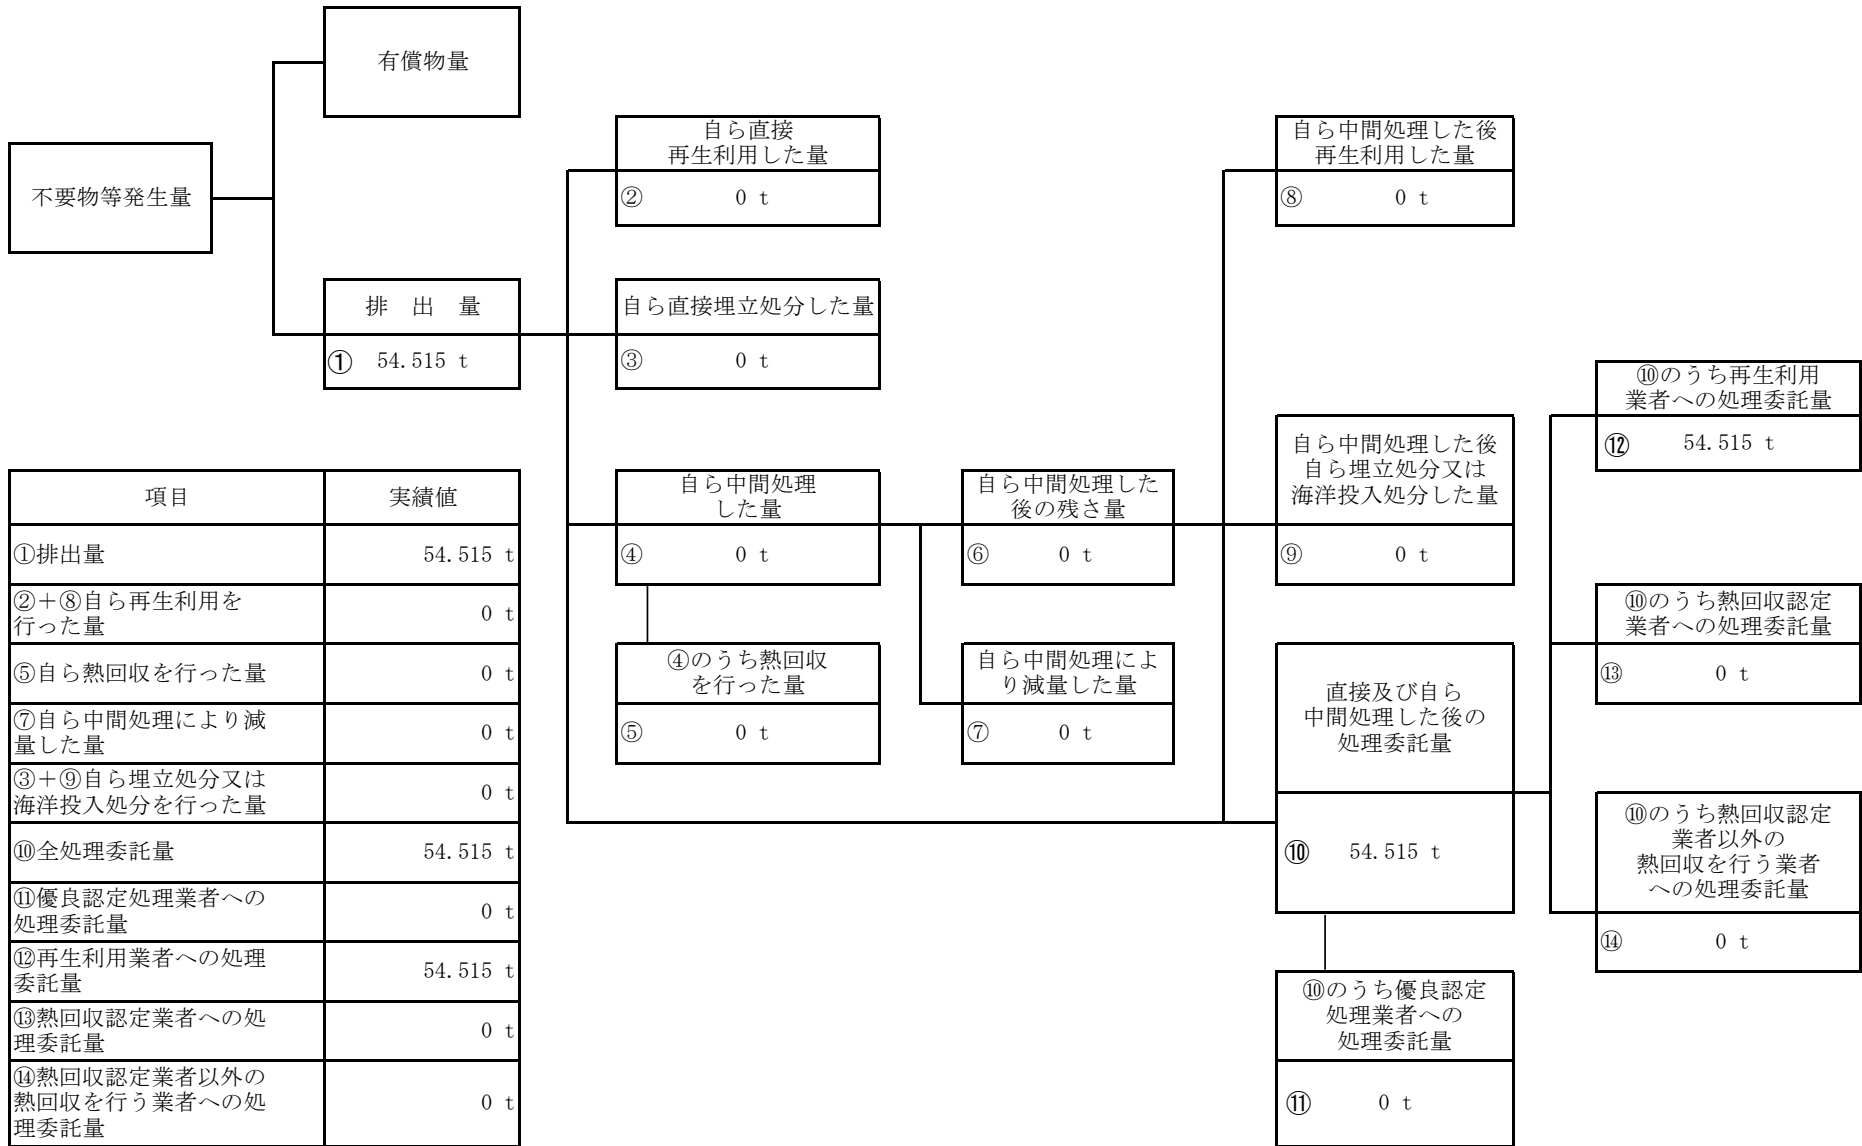 有償物量
不要物等発生量
排　出　量
① 54.515 t
自ら直接
再生利用した量
② 0 t
自ら直接埋立処分した量
③ 0 t
自ら中間処理
した量
④ 0 t
④のうち熱回収
を行った量
⑤ 0 t
自ら中間処理した
後の残さ量
⑥ 0 t
自ら中間処理によ
り減量した量
⑦ 0 t
自ら中間処理した後
再生利用した量
⑧ 0 t
自ら中間処理した後
自ら埋立処分又は
海洋投入処分した量
⑨ 0 t
直接及び自ら
中間処理した後の
処理委託量
⑩ 54.515 t
⑩のうち優良認定
処理業者への
処理委託量
⑪ 0 t
⑩のうち再生利用
業者への処理委託量
⑫ 54.515 t
⑩のうち熱回収認定
業者への処理委託量
⑬ 0 t
⑩のうち熱回収認定
業者以外の
熱回収を行う業者
への処理委託量
⑭ 0 t
項目 実績値
①排出量 54.515 t
②＋⑧自ら再生利用を
行った量 0 t
⑤自ら熱回収を行った量 0 t
⑦自ら中間処理により減
量した量 0 t
③＋⑨自ら埋立処分又は
海洋投入処分を行った量 0 t
⑩全処理委託量 54.515 t
⑪優良認定処理業者への
処理委託量 0 t
⑫再生利用業者への処理
委託量 54.515 t
⑬熱回収認定業者への処
理委託量 0 t
⑭熱回収認定業者以外の
熱回収を行う業者への処
理委託量 0 t